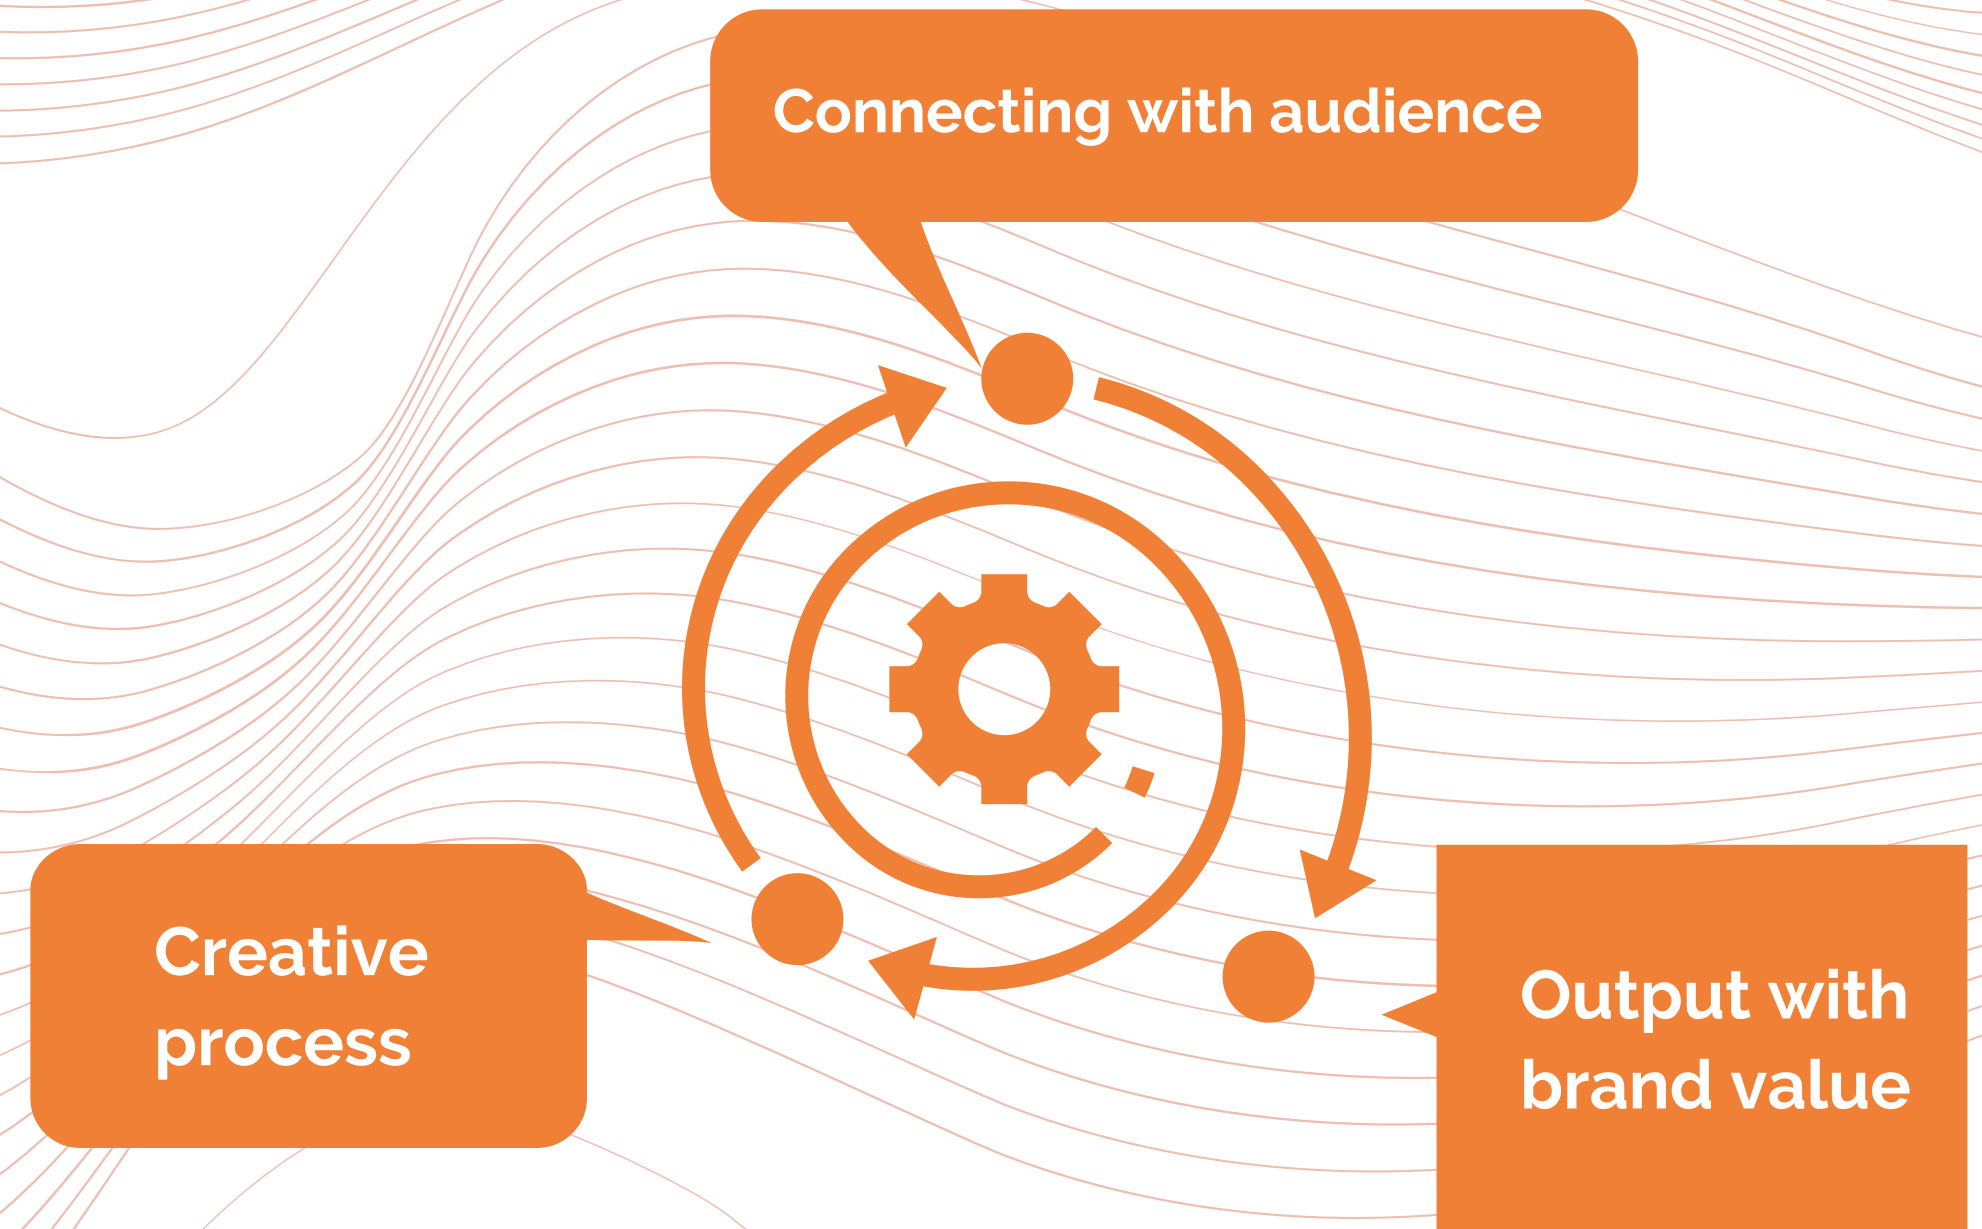 Connecting with audience
Creative
process
Output with
brand value